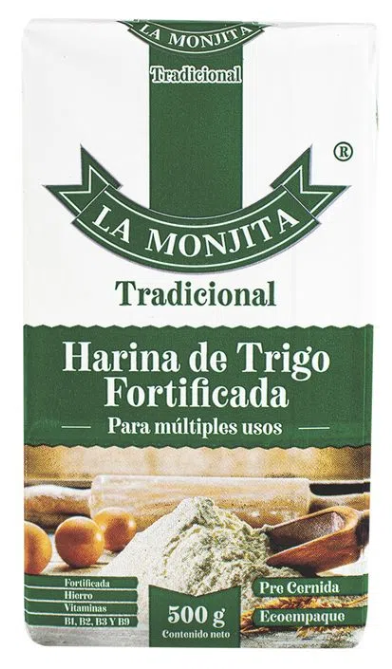 LA MONJITA
Tradicional
®
LA MONJITA
Tradicional
Harina de Trigo
Fortificada
Para múltiples usos
Fortificada
Hierro
Vitaminas
B1, B2, B3 Y B9
500 g
Contenido neto
Pre Cernida
Ecoempaque